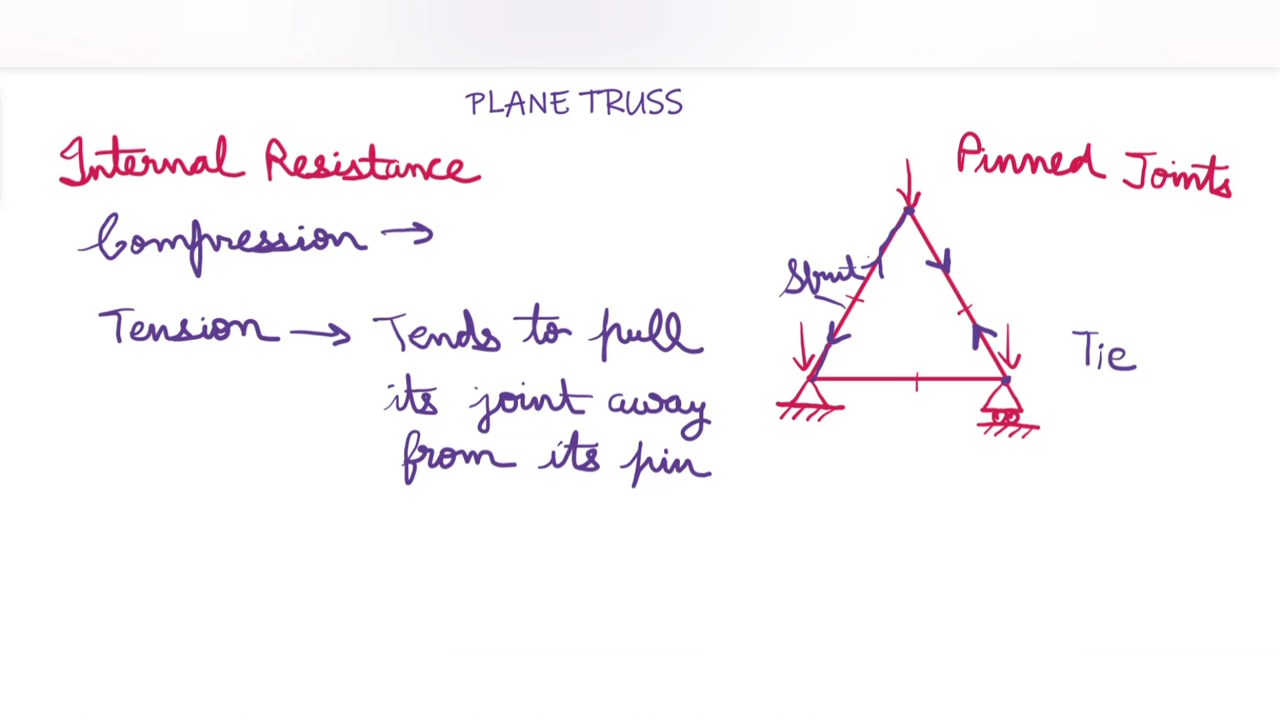 PLANE TRUSS
Internal Resistance
Pinned Joints
Compression →
Strut
Tension → Tends to pull
its joint away
from its pin
Tie